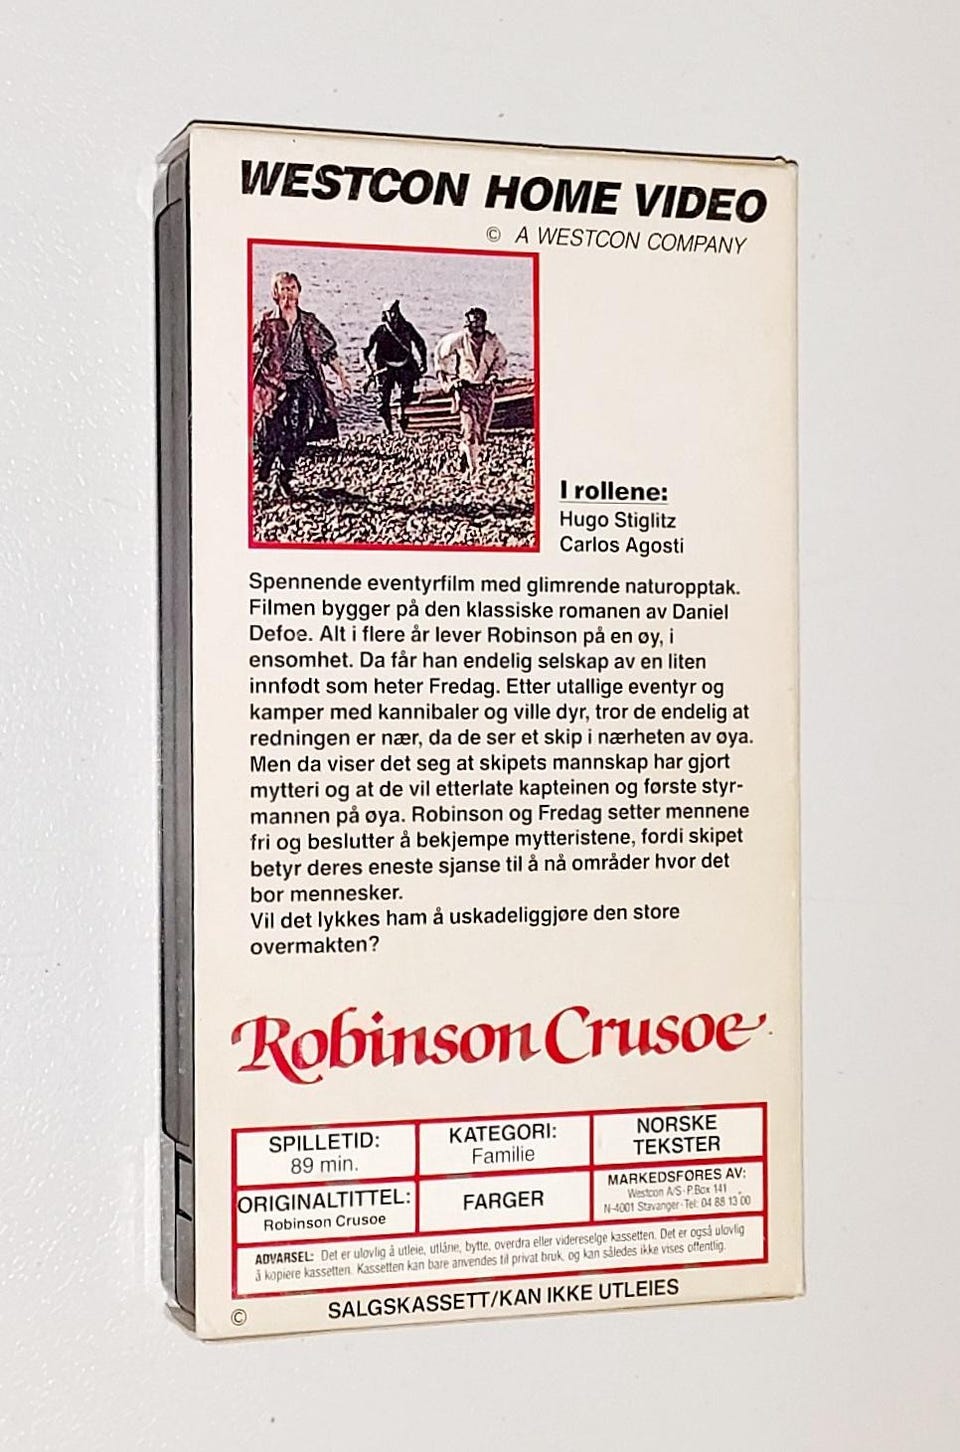 WESTCON HOME VIDEO
© A WESTCON COMPANY
I rollene:
Hugo Stiglitz
Carlos Agosti
Spennende eventyrfilm med glimrende naturopptak.
Filmen bygger på den klassiske romanen av Daniel
Defoe. Alt i flere år lever Robinson på en øy, i
ensomhet. Da får han endelig selskap av en liten
innfødt som heter Fredag. Etter utallige eventyr og
kamper med kannibaler og ville dyr, tror de endelig at
redningen er nær, da de ser et skip i nærheten av øya.
Men da viser det seg at skipets mannskap har gjort
mytteri og at de vil etterlate kapteinen og første styr-
mannen på øya. Robinson og Fredag setter mennene
fri og beslutter å bekjempe mytteristene, fordi skipet
betyr deres eneste sjanse til å nå områder hvor det
bor mennesker.
Vil det lykkes ham å uskadeliggjøre den store
overmakten?
Robinson Crusoe
SPILLETID:
89 min.
KATEGORI:
Familie
NORSKE
TEKSTER
ORIGINALTITTEL:
Robinson Crusoe
FARGER
MARKEDSFØRES AV:
Westcon A/S - P.Box 141
N-4001 Stavanger - Tel: 04 88 13 00
ADVARSEL: Det er ulovlig å utleie, utlåne, bytte, overdra eller videreselge kassetten. Det er også ulovlig
å kopiere kassetten. Kassetten kan bare anvendes til privat bruk, og kan således ikke vises offentlig.
© SALGSKASSETT/KAN IKKE UTLEIES